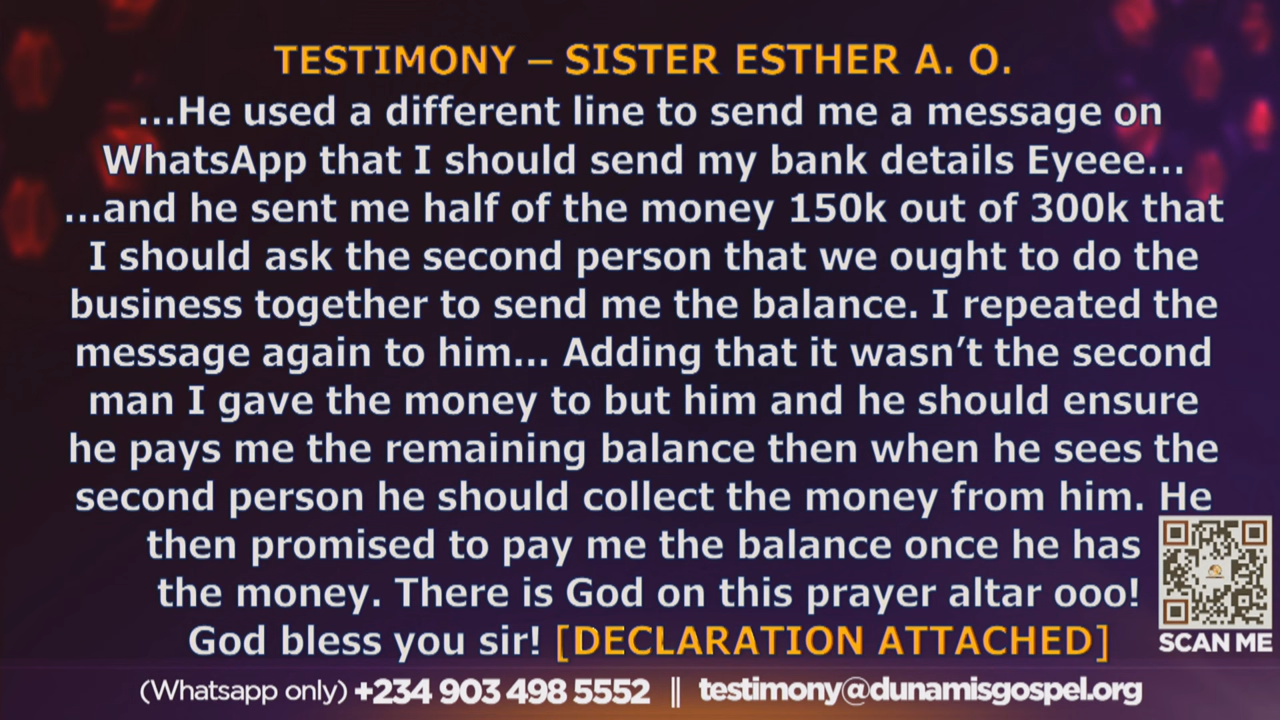 TESTIMONY – SISTER ESTHER A. O.
...He used a different line to send me a message on
WhatsApp that I should send my bank details Eyeee...
...and he sent me half of the money 150k out of 300k that
I should ask the second person that we ought to do the
business together to send me the balance. I repeated the
message again to him... Adding that it wasn’t the second
man I gave the money to but him and he should ensure
he pays me the remaining balance then when he sees the
second person he should collect the money from him. He
then promised to pay me the balance once he has
the money. There is God on this prayer altar ooo!
God bless you sir! [DECLARATION ATTACHED]
SCAN ME
(Whatsapp only) +234 903 498 5552 || testimony@dunamisgospel.org